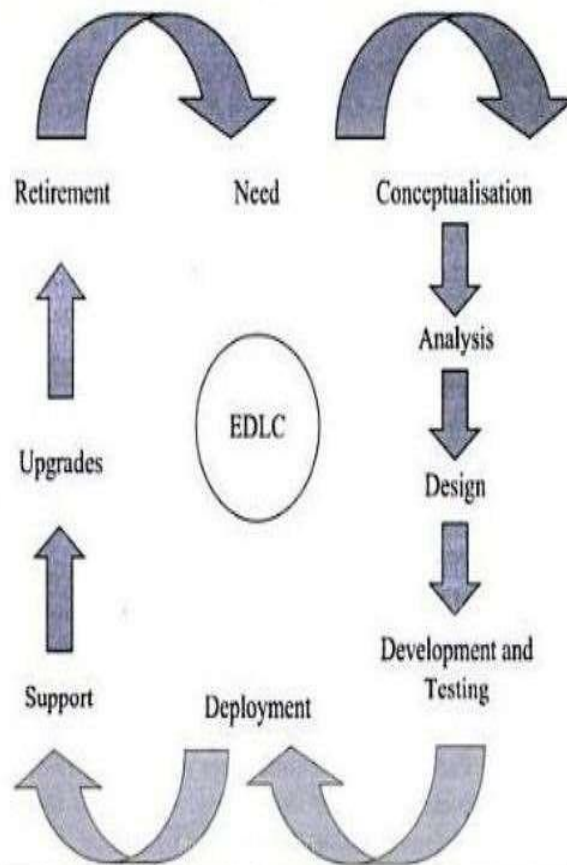 Retirement
Need
Conceptualisation
Analysis
EDLC
Upgrades
Design
Development and
Testing
Support
Deployment